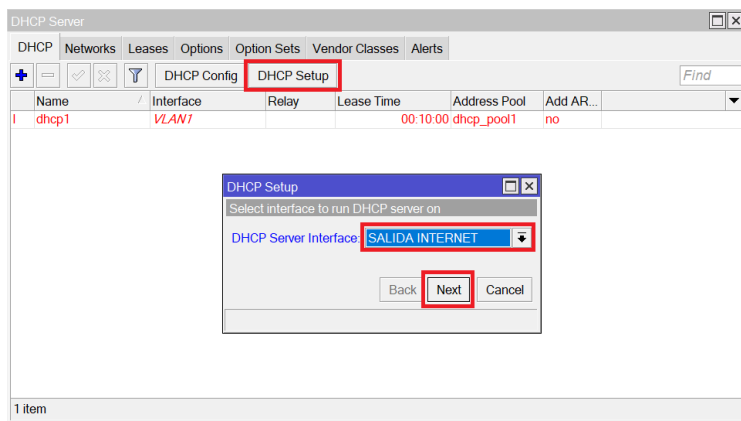 DHCP Server
DHCP Networks Leases Options Option Sets Vendor Classes Alerts
DHCP Config DHCP Setup Find
Name / Interface Relay Lease Time Address Pool Add AR...
I dhcp1 VLAN1 00:10:00 dhcp_pool1 no
DHCP Setup
Select interface to run DHCP server on
DHCP Server Interface: SALIDA INTERNET
Back Next Cancel
1 item